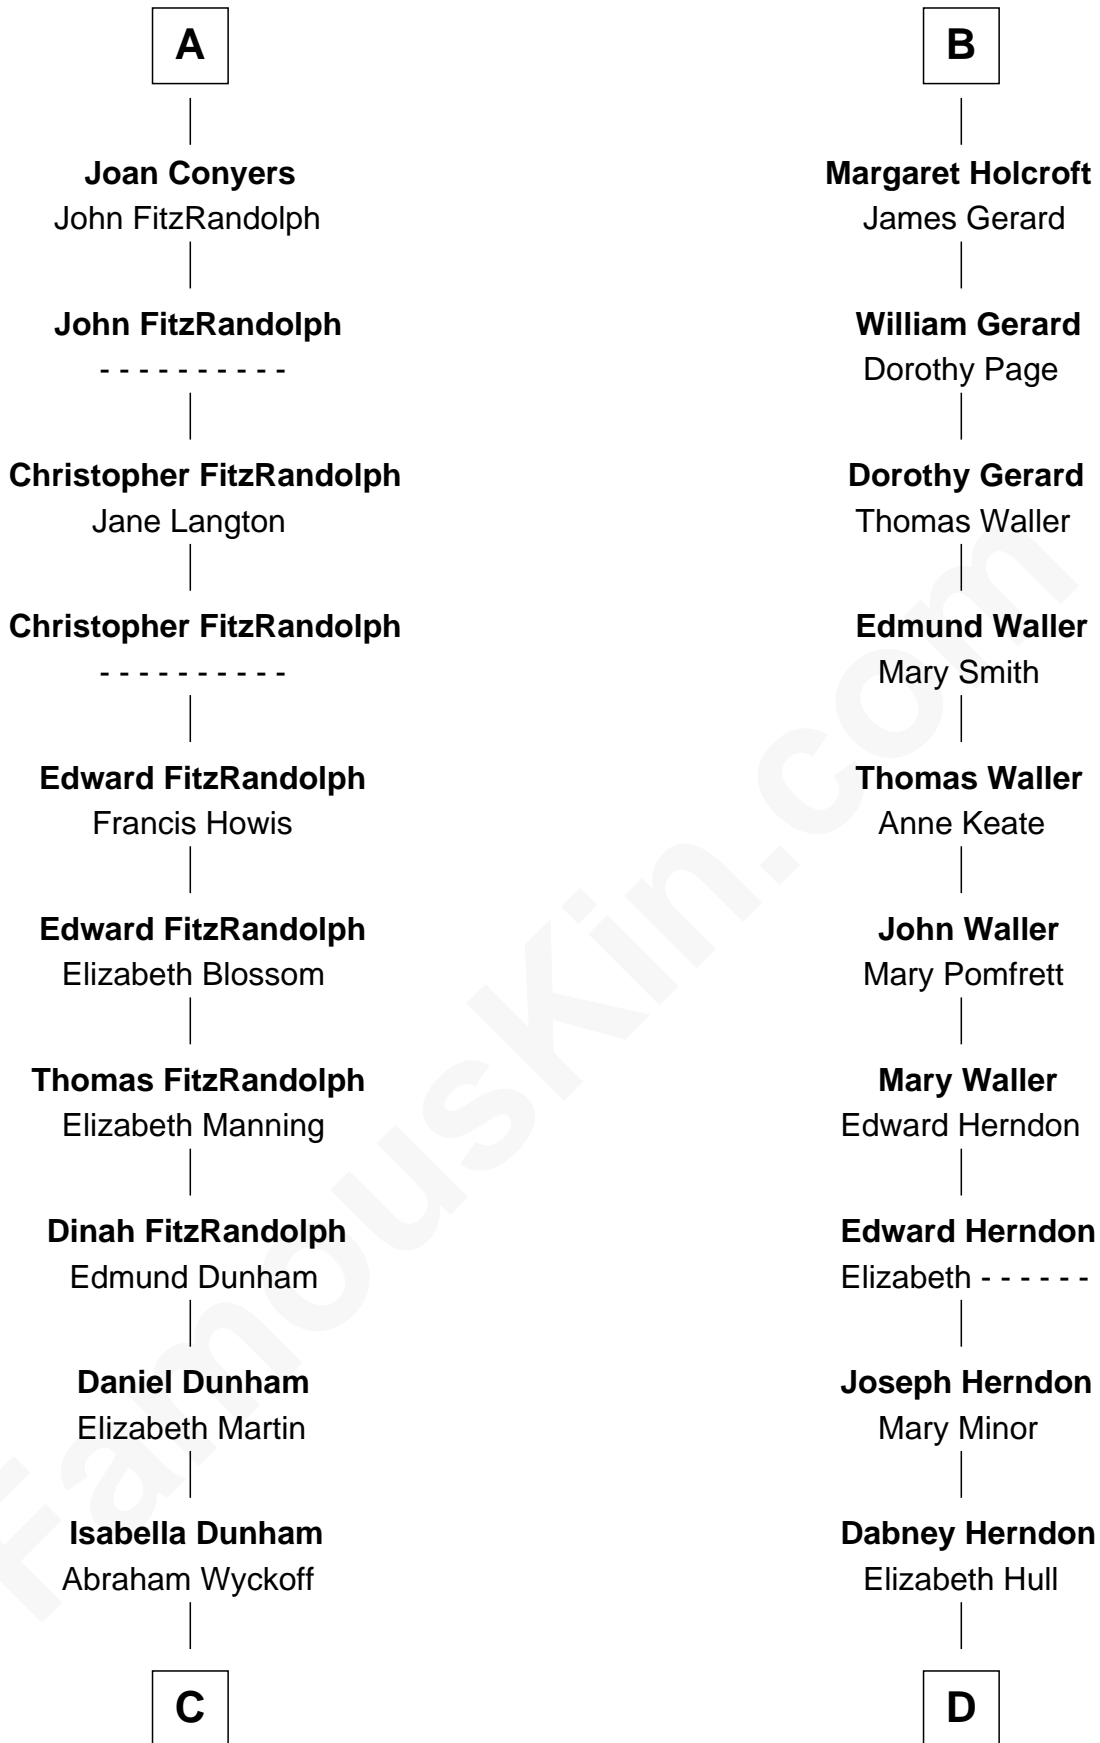 A
Joan Conyers
John FitzRandolph
John FitzRandolph
- - - - - - - - - -
Christopher FitzRandolph
Jane Langton
Christopher FitzRandolph
- - - - - - - - - -
Edward FitzRandolph
Francis Howis
Edward FitzRandolph
Elizabeth Blossom
Thomas FitzRandolph
Elizabeth Manning
Dinah FitzRandolph
Edmund Dunham
Daniel Dunham
Elizabeth Martin
Isabella Dunham
Abraham Wyckoff
C
B
Margaret Holcroft
James Gerard
William Gerard
Dorothy Page
Dorothy Gerard
Thomas Waller
Edmund Waller
Mary Smith
Thomas Waller
Anne Keate
John Waller
Mary Pomfrett
Mary Waller
Edward Herndon
Edward Herndon
Elizabeth - - - - - -
Joseph Herndon
Mary Minor
Dabney Herndon
Elizabeth Hull
D
FamousKin.com